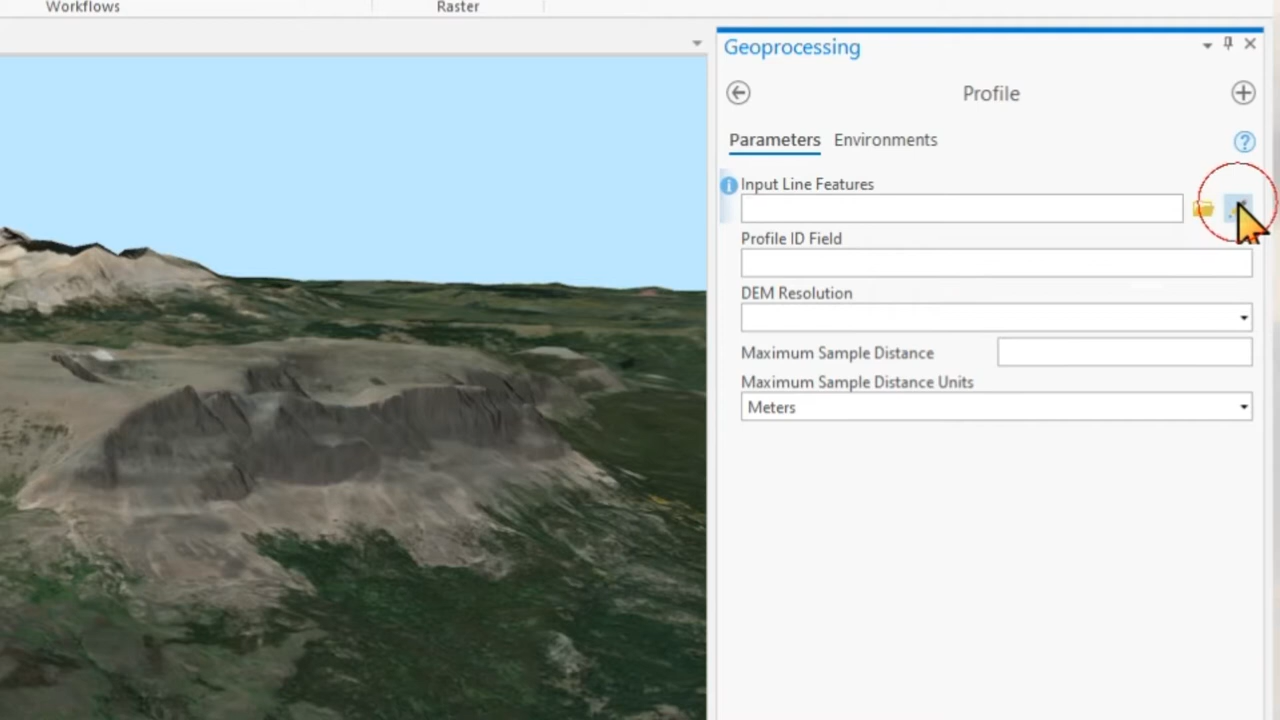 Workflows
Raster
Geoprocessing
Profile
Parameters Environments
Input Line Features
Profile ID Field
DEM Resolution
Maximum Sample Distance
Maximum Sample Distance Units
Meters